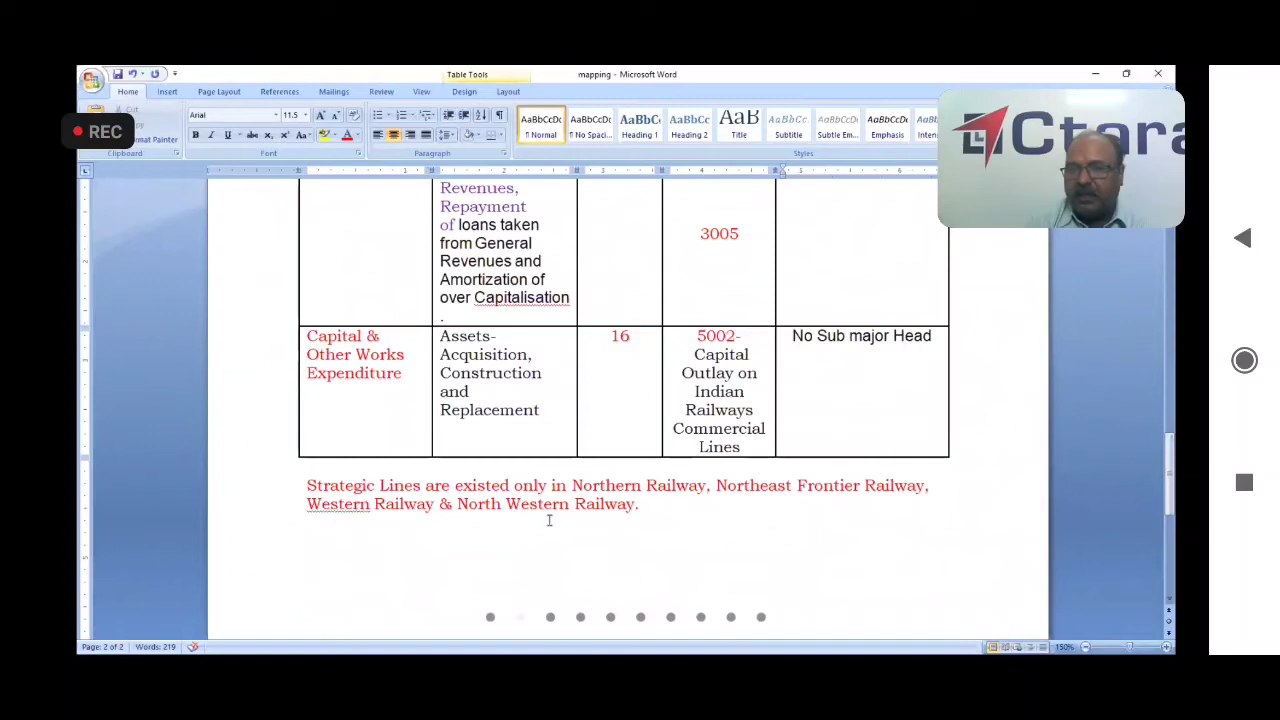 Table Tools
mapping - Microsoft Word
Home Insert Page Layout References Mailings Review View Design Layout
REC
Cut
Format Painter
Arial 11.5
AaBbCcDc AaBbCcDc AaBbC AaBbCc AaB AaBbCc. AaBbCcDc AaBbCcDc
¶ Normal ¶ No Spaci... Heading 1 Heading 2 Title Subtitle Subtle Em... Emphasis
Clipboard Font Paragraph Styles
Ctara
Revenues,
Repayment
of loans taken
from General
Revenues and
Amortization of
over Capitalisation
.
3005
Capital &
Other Works
Expenditure
Assets-
Acquisition,
Construction
and
Replacement
16
5002-
Capital
Outlay on
Indian
Railways
Commercial
Lines
No Sub major Head
Strategic Lines are existed only in Northern Railway, Northeast Frontier Railway,
Western Railway & North Western Railway.
Page: 2 of 2 Words: 219 150%